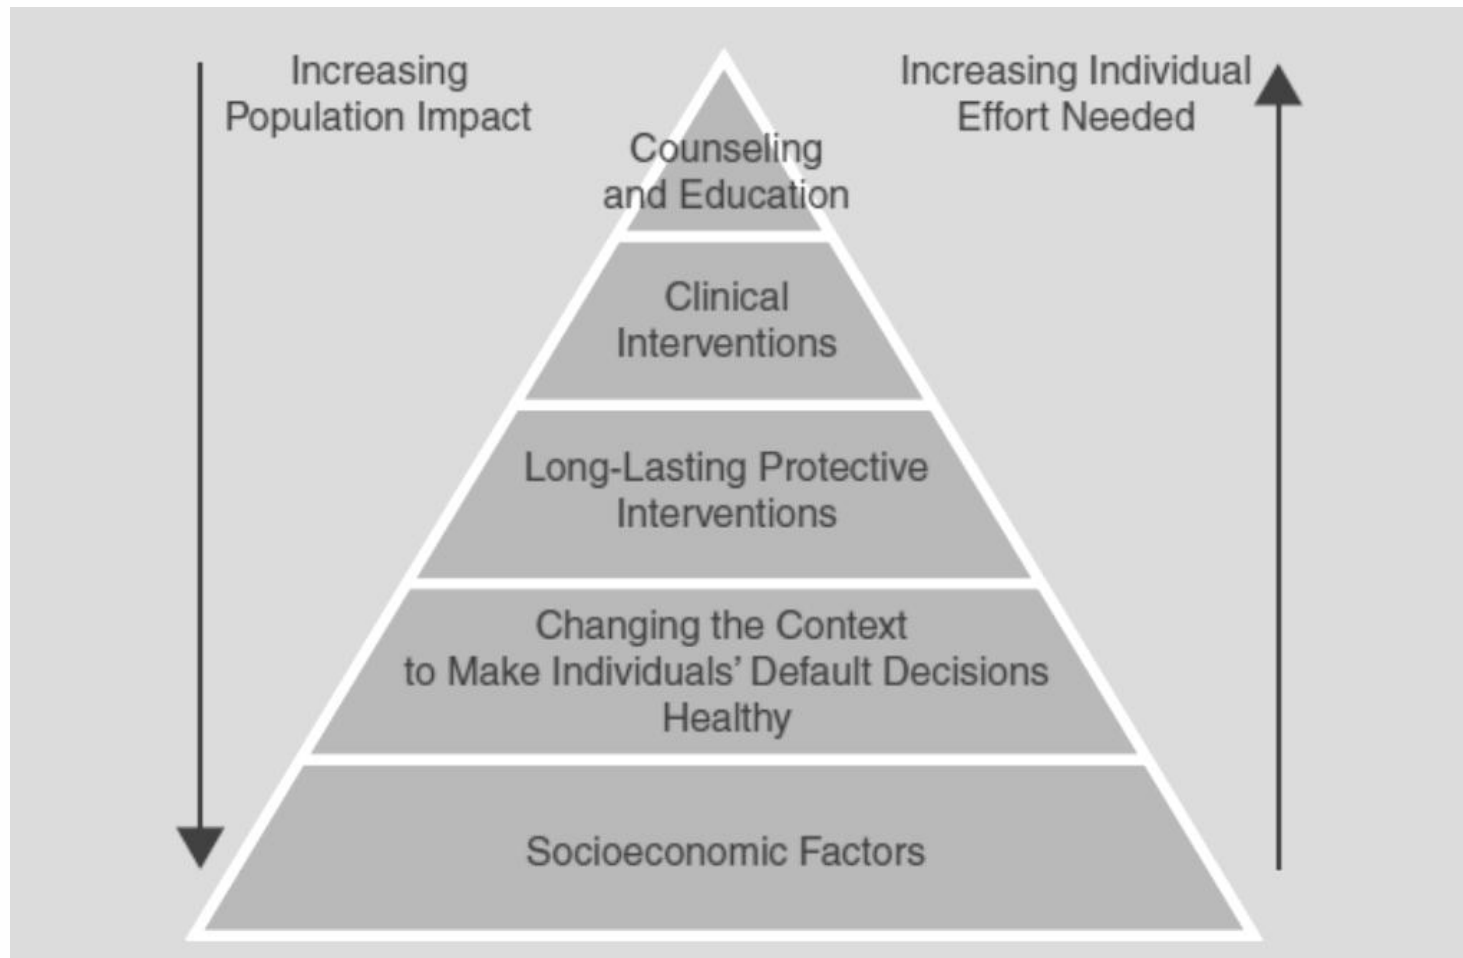 Increasing
Population Impact
Increasing Individual
Effort Needed
Counseling
and Education
Clinical
Interventions
Long-Lasting Protective
Interventions
Changing the Context
to Make Individuals’ Default Decisions
Healthy
Socioeconomic Factors